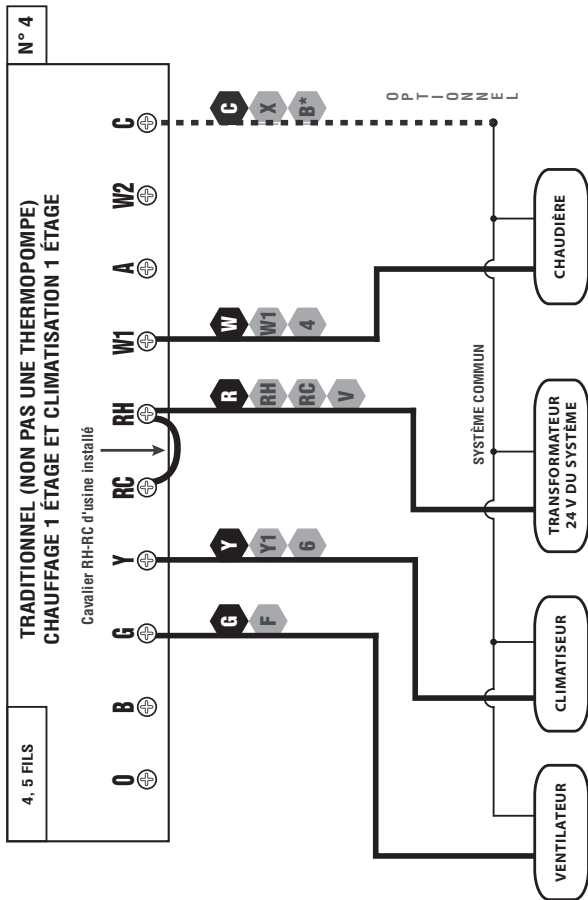 4, 5 FILS
N° 4
TRADITIONNEL (NON PAS UNE THERMOPOMPE)
CHAUFFAGE 1 ÉTAGE ET CLIMATISATION 1 ÉTAGE
Cavalier RH-RC d'usine installé
O B G Y RC RH W1 A W2 C
G Y R W C
F Y1 RH W1 X
6 RC 4 B*
V
OPTIONNEL
SYSTÈME COMMUN
VENTILATEUR
CLIMATISEUR
TRANSFORMATEUR
24 V DU SYSTÈME
CHAUDIÈRE